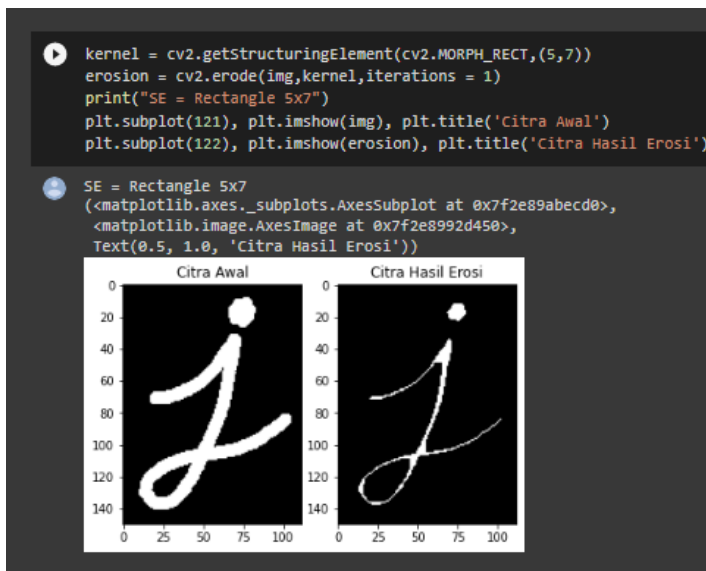 kernel = cv2.getStructuringElement(cv2.MORPH_RECT,(5,7))
erosion = cv2.erode(img,kernel,iterations = 1)
print("SE = Rectangle 5x7")
plt.subplot(121), plt.imshow(img), plt.title('Citra Awal')
plt.subplot(122), plt.imshow(erosion), plt.title('Citra Hasil Erosi')
SE = Rectangle 5x7
(<matplotlib.axes._subplots.AxesSubplot at 0x7f2e89abecd0>,
<matplotlib.image.AxesImage at 0x7f2e8992d450>,
Text(0.5, 1.0, 'Citra Hasil Erosi'))
Citra Awal
0
20
40
60
80
100
120
140
0 25 50 75 100
j
Citra Hasil Erosi
0
20
40
60
80
100
120
140
0 25 50 75 100
j